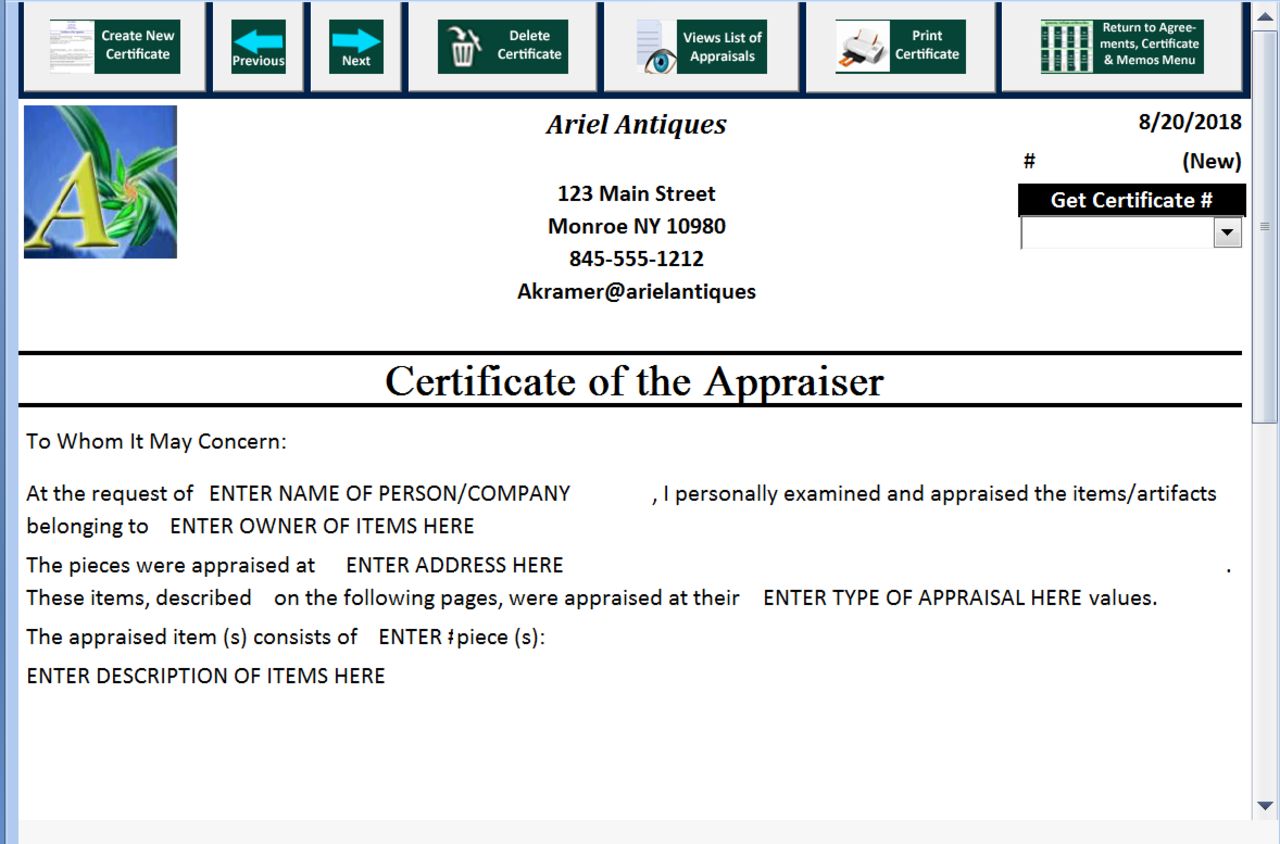 Create New
Certificate
Previous
Next
Delete
Certificate
Views List of
Appraisals
Print
Certificate
Return to Agree-
ments, Certificate
& Memos Menu
A
Ariel Antiques
8/20/2018
# (New)
Get Certificate #
123 Main Street
Monroe NY 10980
845-555-1212
Akramer@arielantiques
Certificate of the Appraiser
To Whom It May Concern:
At the request of ENTER NAME OF PERSON/COMPANY , I personally examined and appraised the items/artifacts
belonging to ENTER OWNER OF ITEMS HERE
The pieces were appraised at ENTER ADDRESS HERE .
These items, described on the following pages, were appraised at their ENTER TYPE OF APPRAISAL HERE values.
The appraised item (s) consists of ENTER piece (s):
ENTER DESCRIPTION OF ITEMS HERE